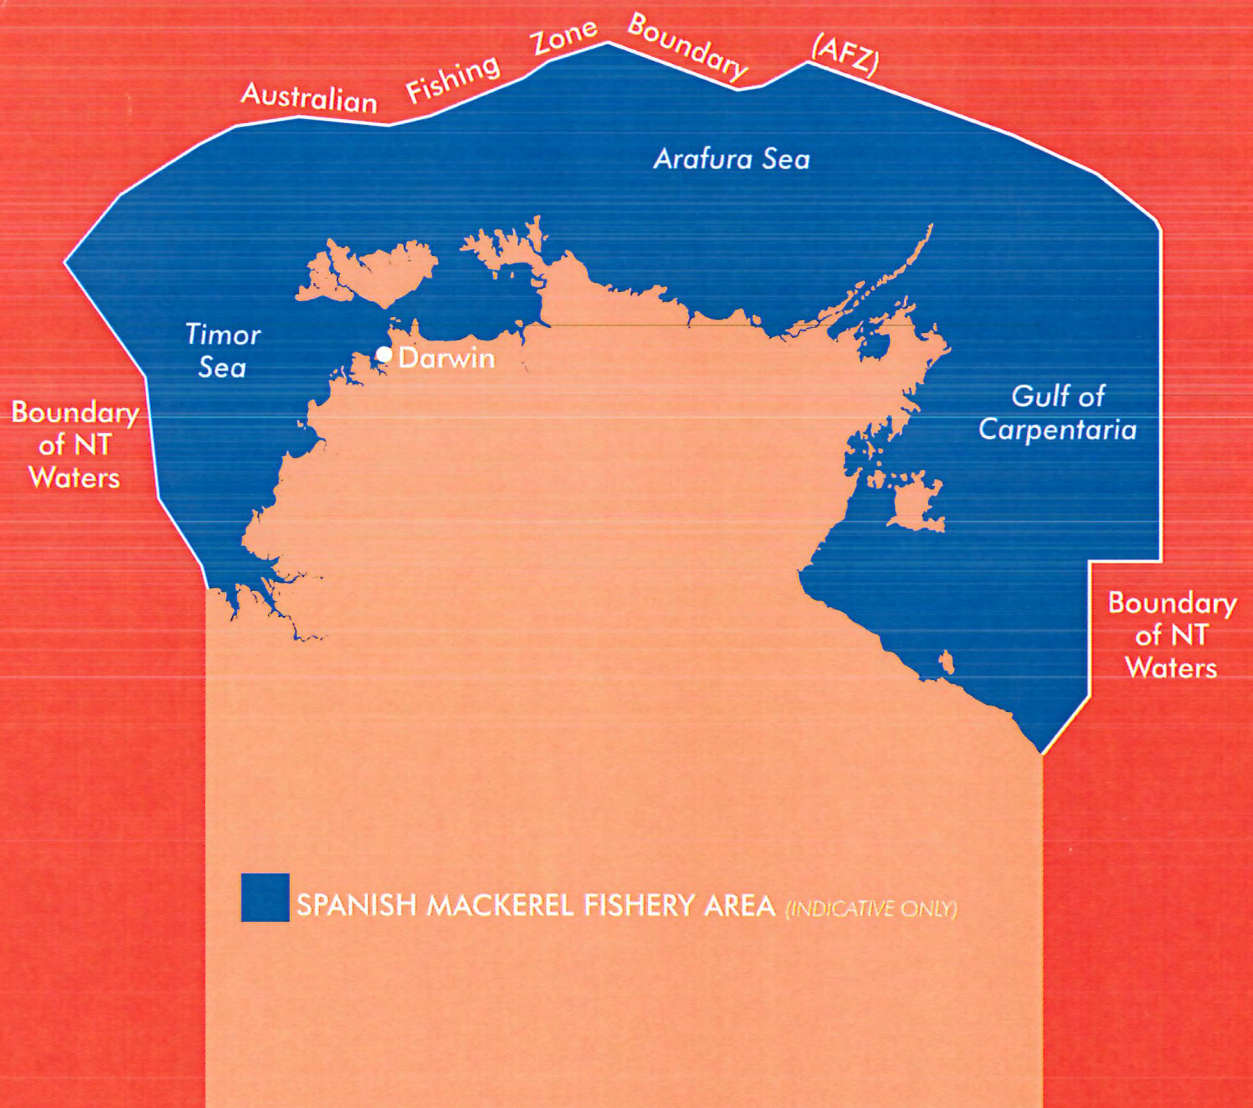 Australian Fishing Zone Boundary (AFZ)
Arafura Sea
Timor
Sea
Darwin
Boundary
of NT
Waters
Gulf of
Carpentaria
Boundary
of NT
Waters
SPANISH MACKEREL FISHERY AREA (INDICATIVE ONLY)